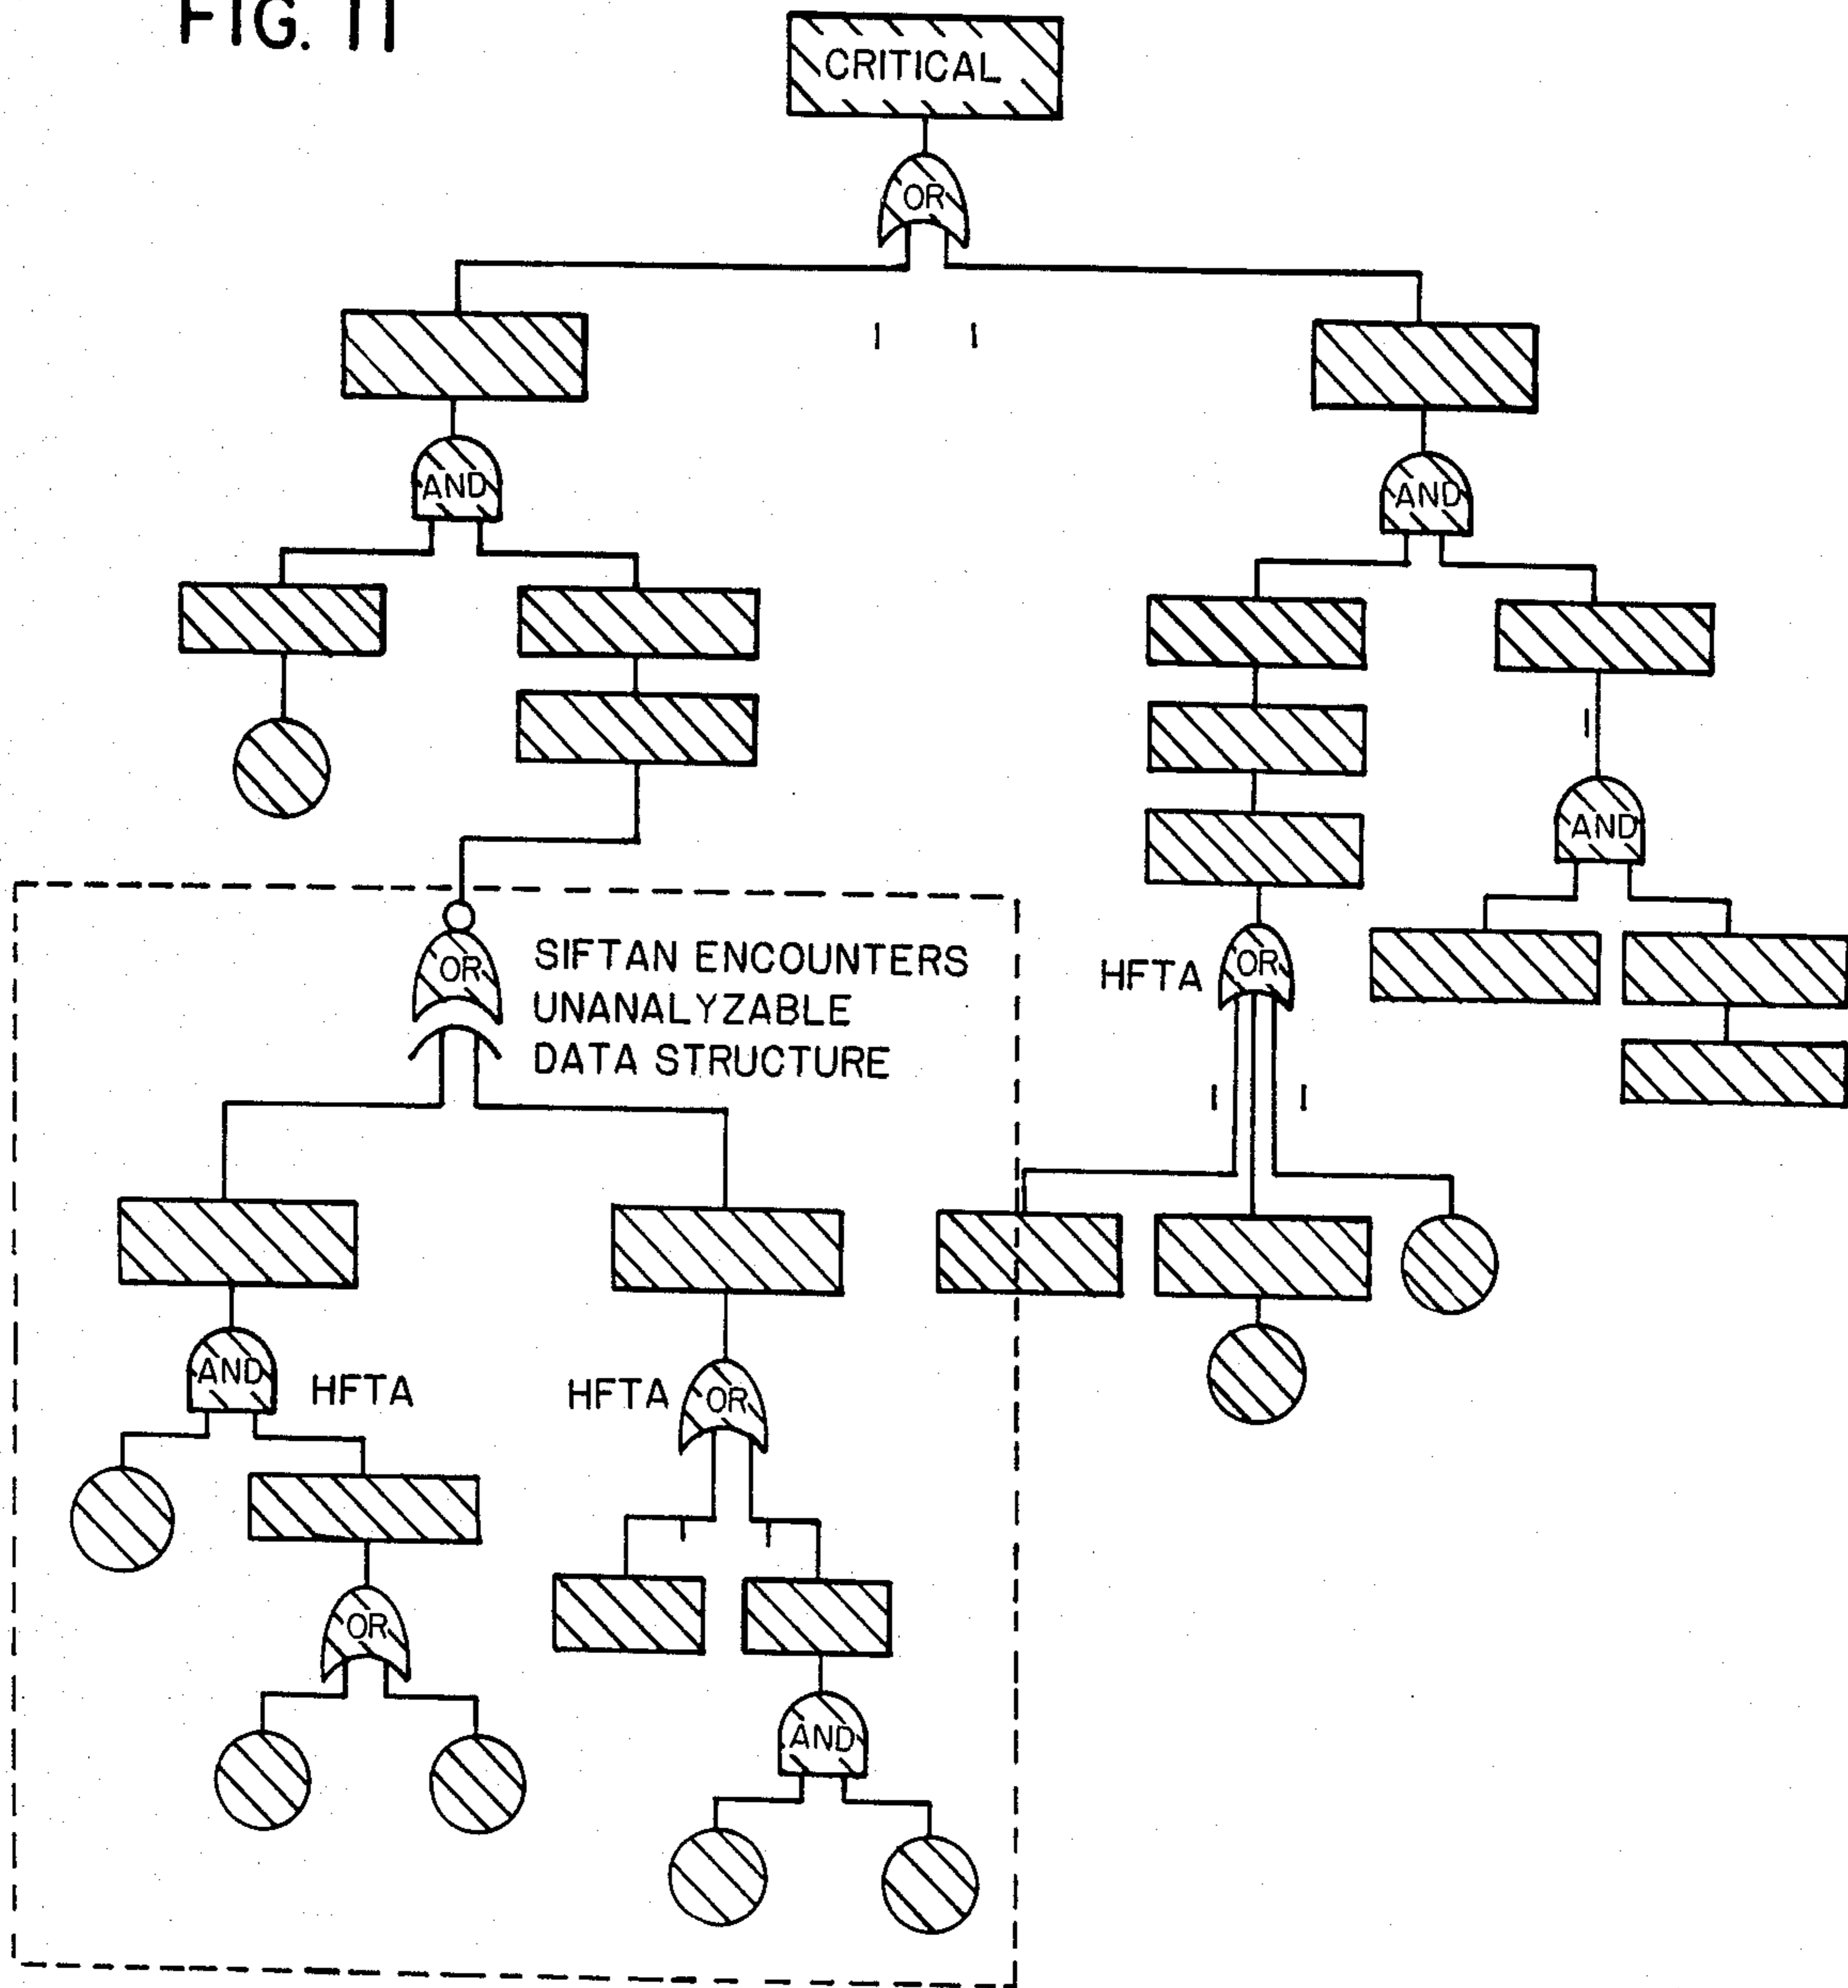 FIG. 11
CRITICAL
OR
AND
AND
AND
OR
SIFTAN ENCOUNTERS
UNANALYZABLE
DATA STRUCTURE
HFTA
OR
AND
HFTA
HFTA
OR
OR
AND